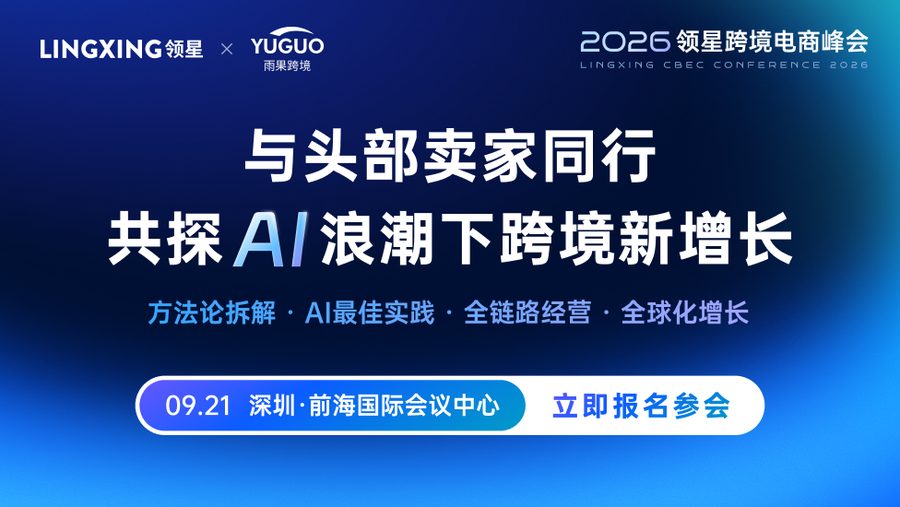 LINGXING领星 × YUGUO 雨果跨境
2026领星跨境电商峰会
LINGXING CBEC CONFERENCE 2026
与头部卖家同行
共探AI浪潮下跨境新增长
方法论拆解 · AI最佳实践 · 全链路经营 · 全球化增长
09.21 深圳·前海国际会议中心 立即报名参会